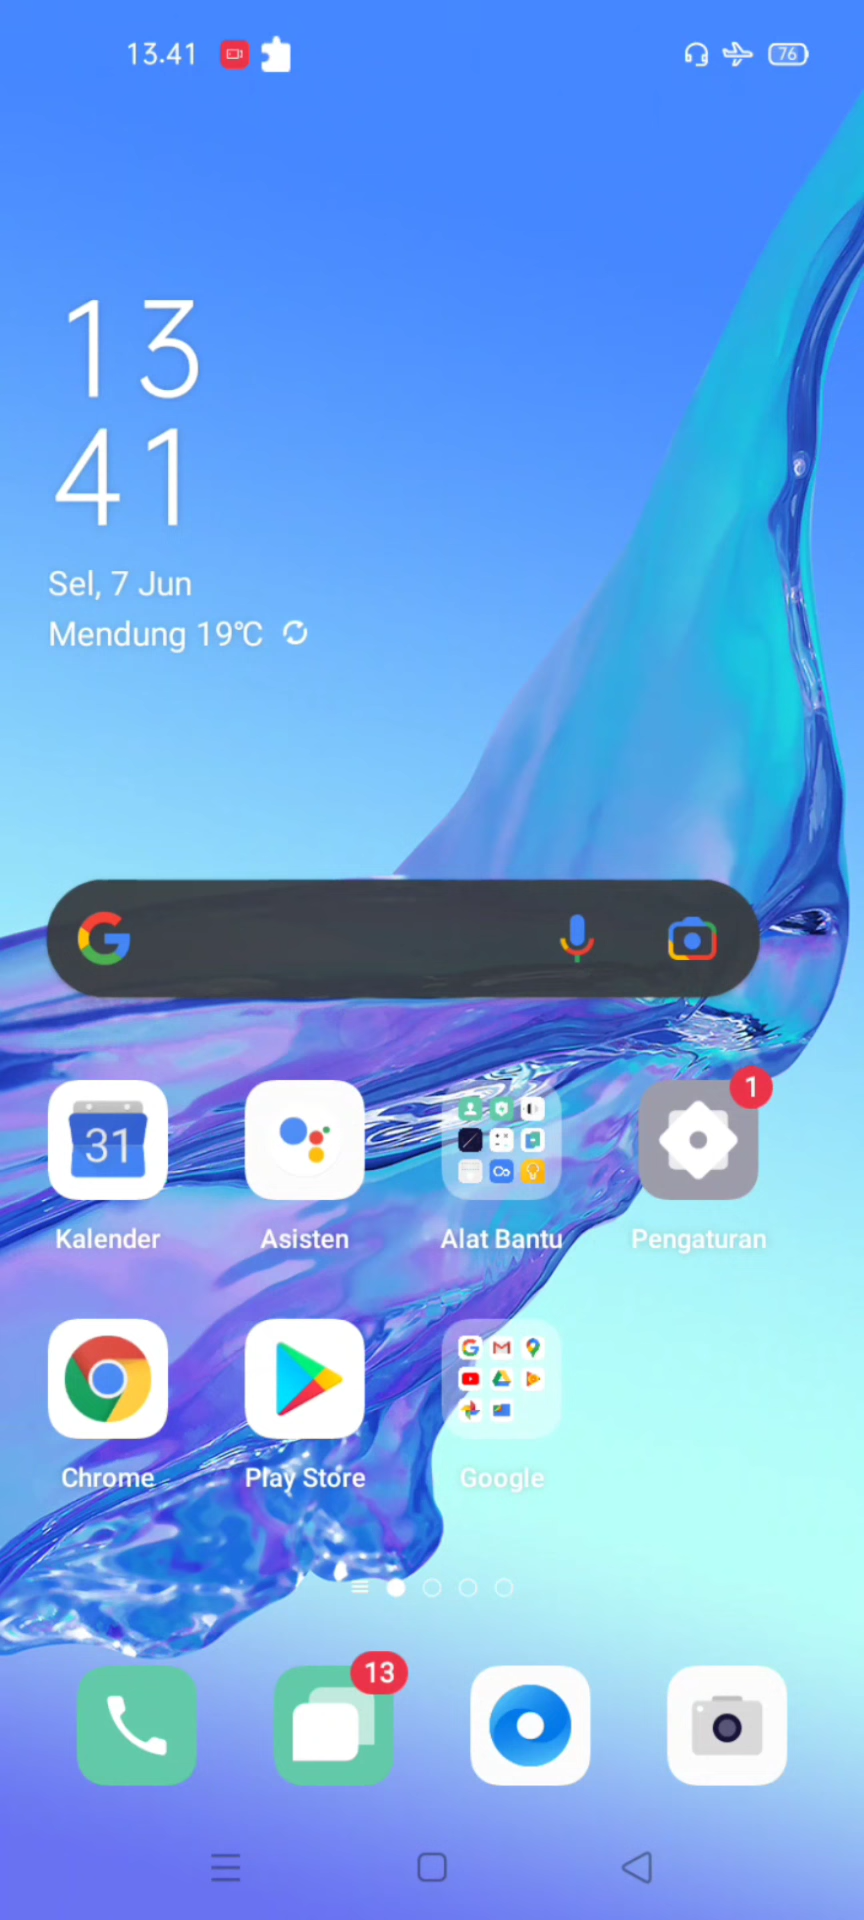 13.41
76
13
41
Sel, 7 Jun
Mendung 19℃
31
1
Kalender
Asisten
Alat Bantu
Pengaturan
Chrome
Play Store
Google
13